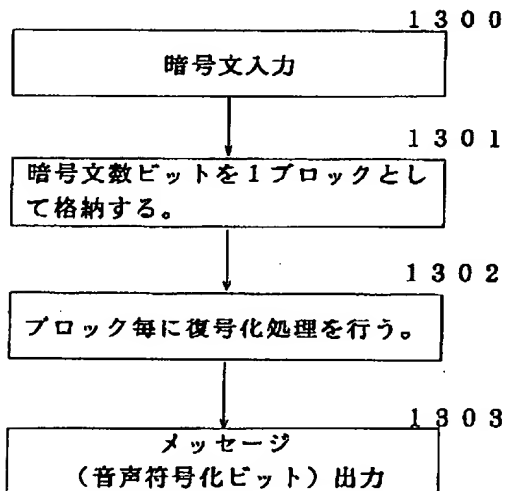 1300
暗号文入力
1301
暗号文数ビットを1ブロックとし
て格納する。
1302
ブロック毎に復号化処理を行う。
1303
メッセージ
（音声符号化ビット）出力